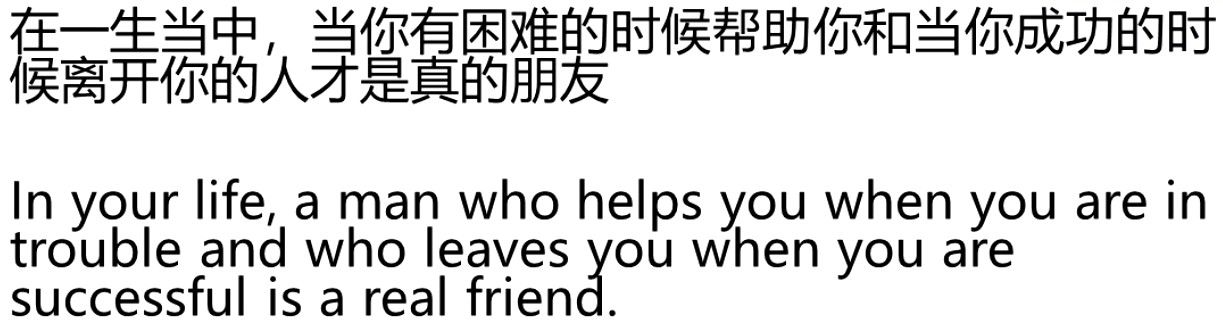 在一生当中，当你有困难的时候帮助你和当你成功的时
候离开你的人才是真的朋友
In your life, a man who helps you when you are in
trouble and who leaves you when you are
successful is a real friend.